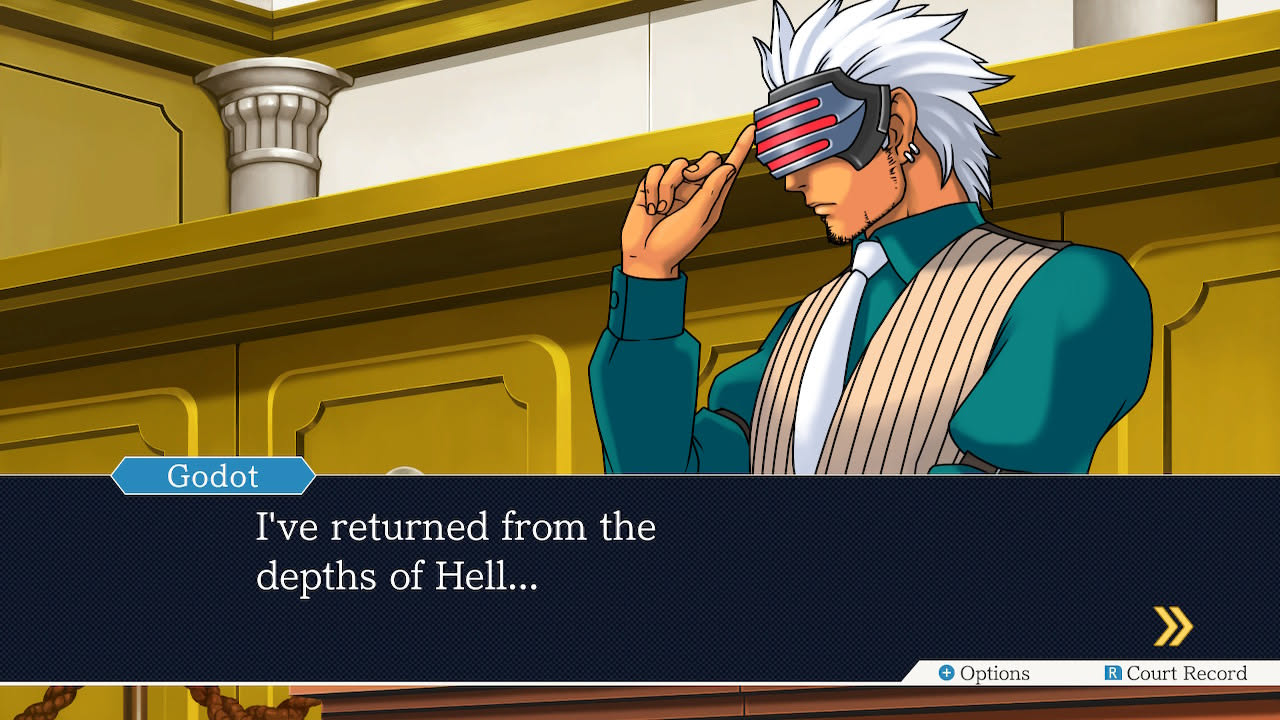 Godot
I've returned from the
depths of Hell...
+ Options
R Court Record